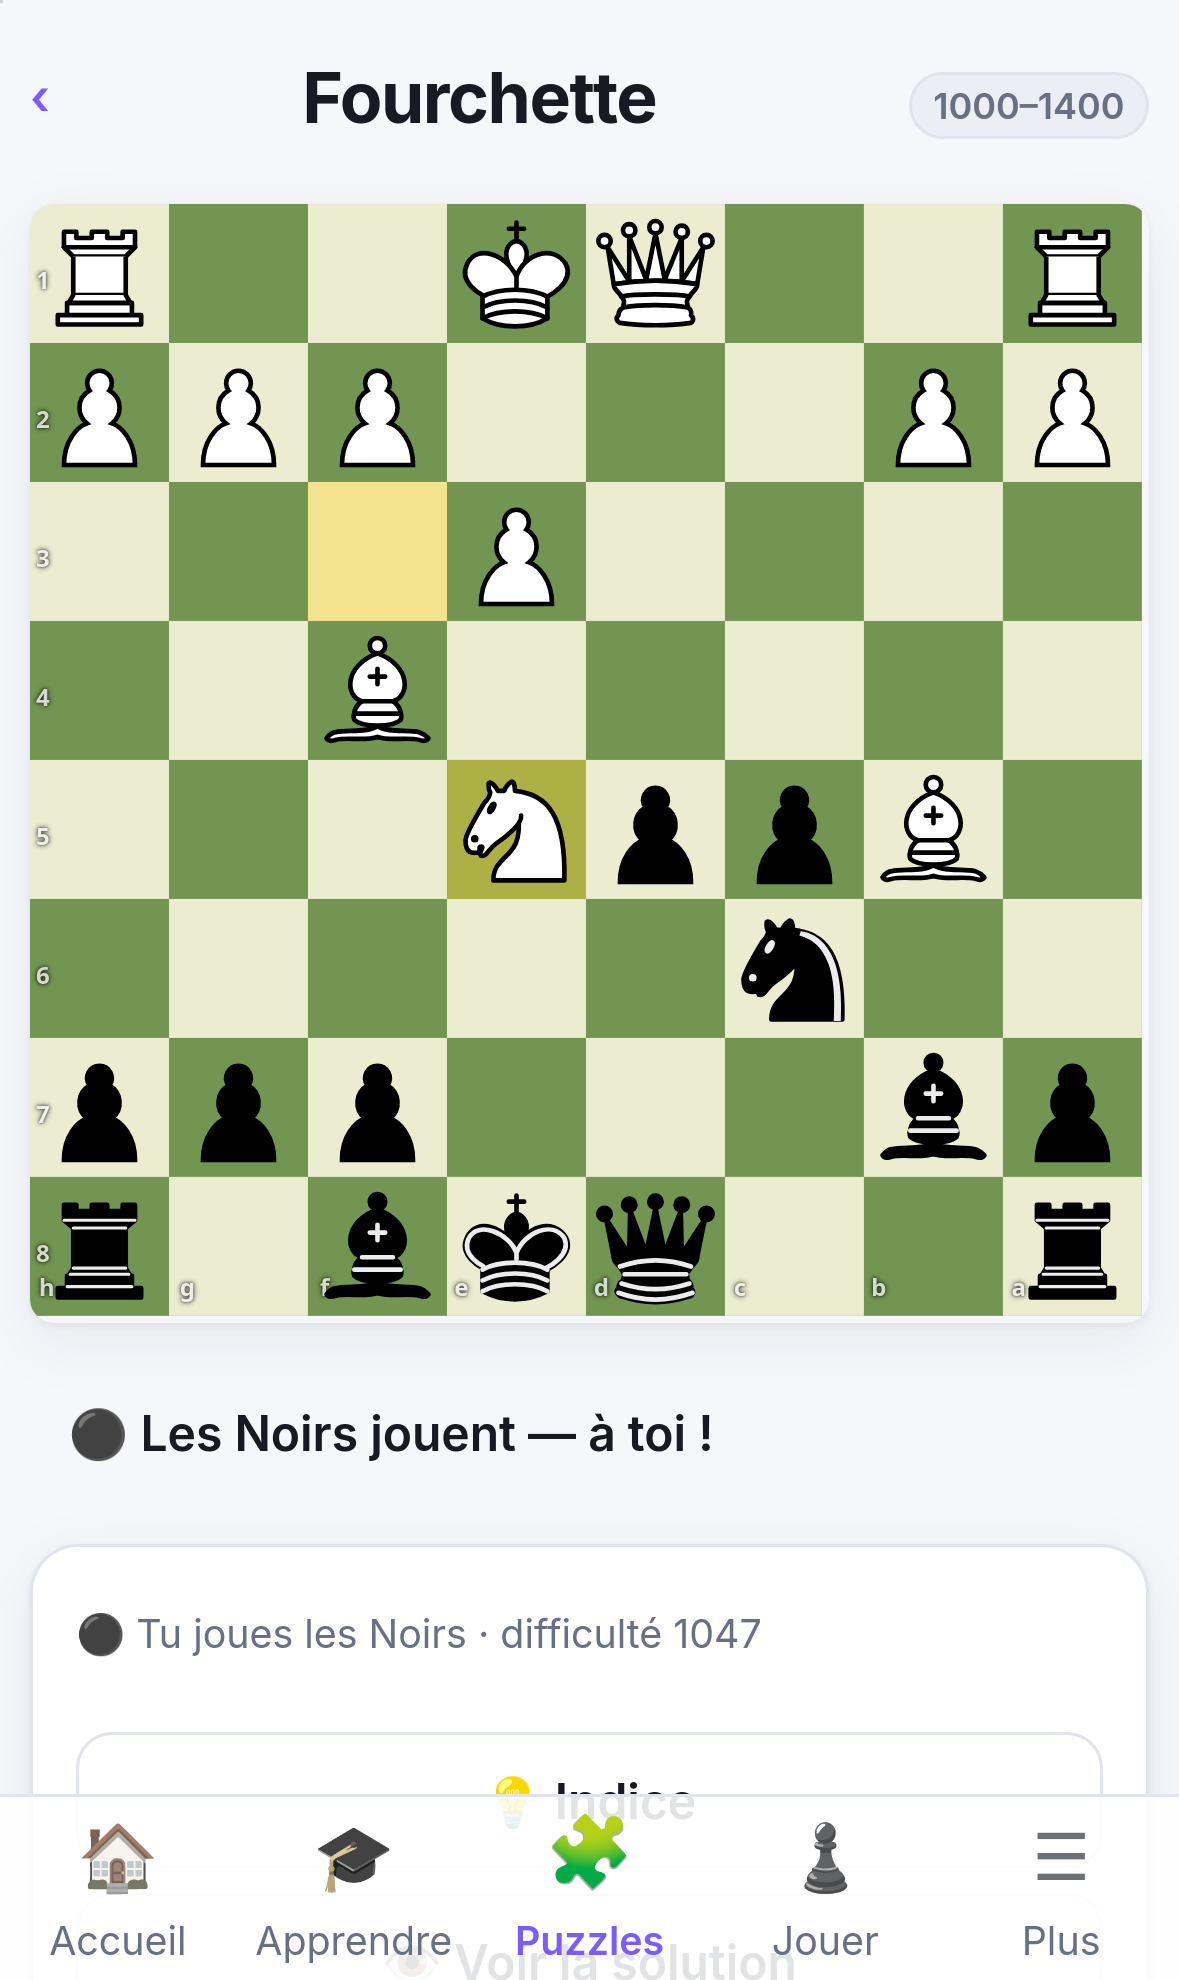 ‹ Fourchette 1000–1400
1
2
3
4
5
6
7
8
h g f e d c b a
Les Noirs jouent — à toi !
Tu joues les Noirs · difficulté 1047
Indice
Voir la solution
Accueil Apprendre Puzzles Jouer Plus